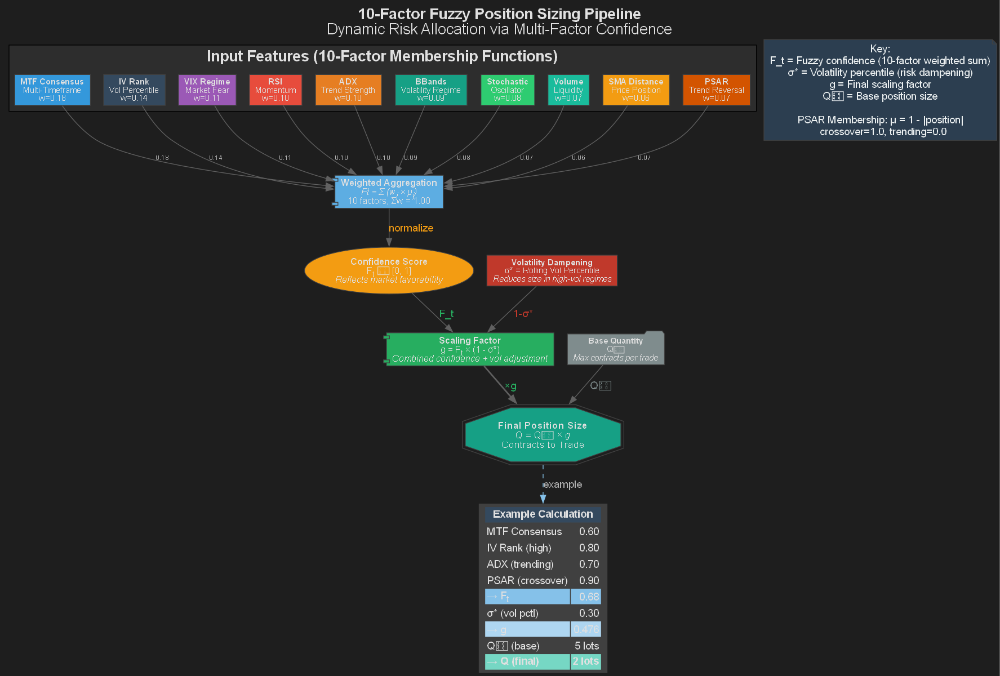 10-Factor Fuzzy Position Sizing Pipeline
Dynamic Risk Allocation via Multi-Factor Confidence
Input Features (10-Factor Membership Functions)
MTF Consensus
Multi-Timeframe
w=0.18
IV Rank
Vol Percentile
w=0.14
VIX Regime
Market Fear
w=0.11
RSI
Momentum
w=0.10
ADX
Trend Strength
w=0.10
BBands
Volatility Regime
w=0.09
Stochastic
Oscillator
w=0.08
Volume
Liquidity
w=0.07
SMA Distance
Price Position
w=0.06
PSAR
Trend Reversal
w=0.07
Key:
F_t = Fuzzy confidence (10-factor weighted sum)
σ* = Volatility percentile (risk dampening)
g = Final scaling factor
Q = Base position size
PSAR Membership: μ = 1 - |position|
crossover=1.0, trending=0.0
0.18
0.14
0.11
0.10
0.10
0.09
0.08
0.07
0.06
0.07
Weighted Aggregation
Ft = Σ (w_j × μ_j)
10 factors, Σw = 1.00
normalize
Confidence Score
F_t [0, 1]
Reflects market favorability
Volatility Dampening
σ* = Rolling Vol Percentile
Reduces size in high-vol regimes
F_t
1-σ*
Scaling Factor
g = F_t × (1 - σ*)
Combined confidence + vol adjustment
Base Quantity
Q
Max contracts per trade
×g
Q
Final Position Size
Q = Q × g
Contracts to Trade
example
Example Calculation
MTF Consensus 0.60
IV Rank (high) 0.80
ADX (trending) 0.70
PSAR (crossover) 0.90
→ F_t 0.68
σ* (vol pctl) 0.30
→ g 0.476
Q (base) 5 lots
→ Q (final) 2 lots